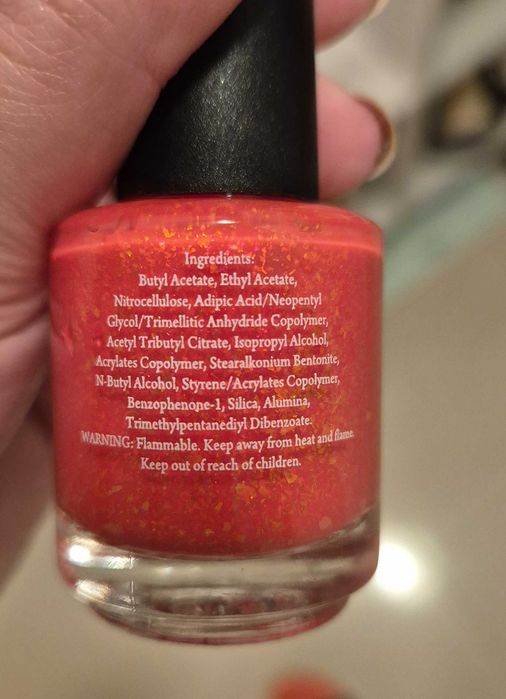 Ingredients:
Butyl Acetate, Ethyl Acetate,
Nitrocellulose, Adipic Acid/Neopentyl
Glycol/Trimellitic Anhydride Copolymer,
Acetyl Tributyl Citrate, Isopropyl Alcohol,
Acrylates Copolymer, Stearalkonium Bentonite,
N-Butyl Alcohol, Styrene/Acrylates Copolymer,
Benzophenone-1, Silica, Alumina,
Trimethylpentanediyl Dibenzoate.
WARNING: Flammable. Keep away from heat and flame.
Keep out of reach of children.